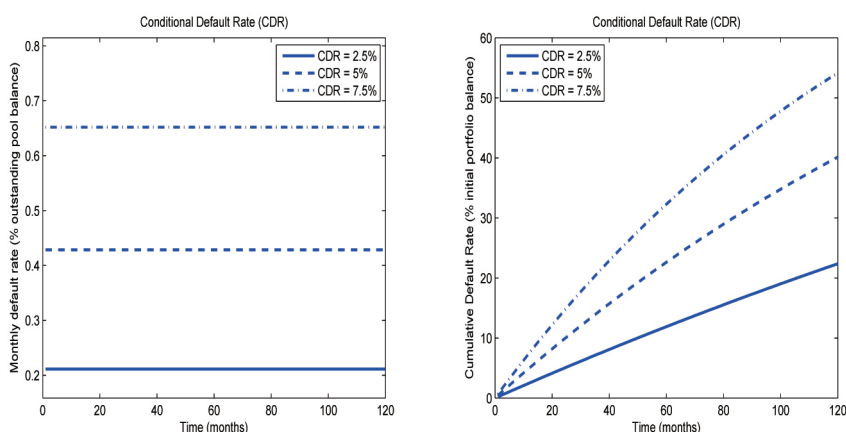 Conditional Default Rate (CDR)
CDR = 2.5%
CDR = 5%
CDR = 7.5%
Monthly default rate (% outstanding pool balance)
0.8
0.7
0.6
0.5
0.4
0.3
0.2
0 20 40 60 80 100 120
Time (months)
Conditional Default Rate (CDR)
CDR = 2.5%
CDR = 5%
CDR = 7.5%
Cumulative Default Rate (% initial portfolio balance)
60
50
40
30
20
10
0
0 20 40 60 80 100 120
Time (months)